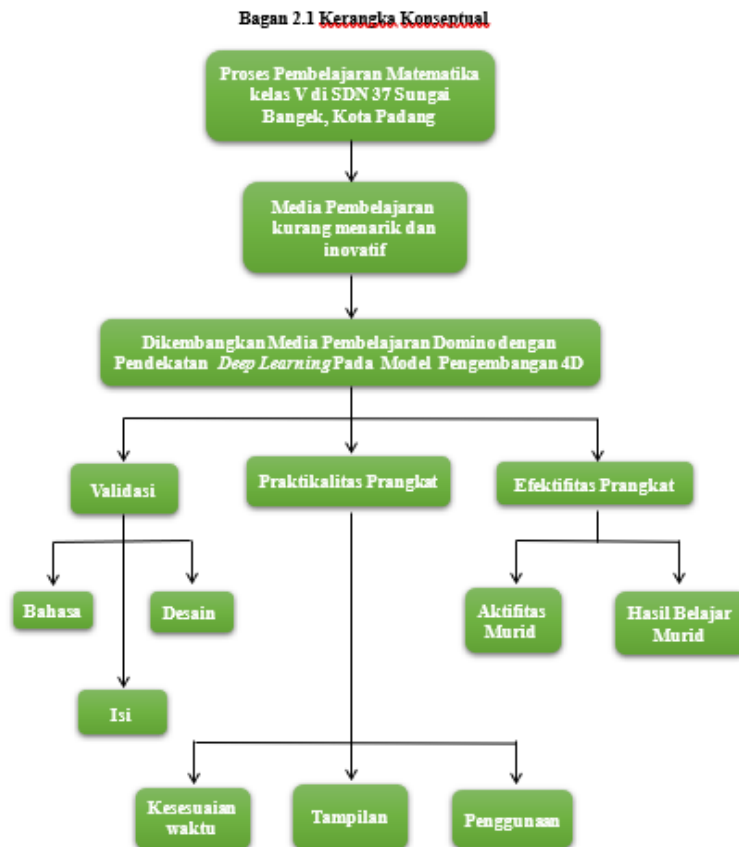 Bagan 2.1 Kerangka Konseptual
Proses Pembelajaran Matematika
kelas V di SDN 37 Sungai
Bangek, Kota Padang
Media Pembelajaran
kurang menarik dan
inovatif
Dikembangkan Media Pembelajaran Domino dengan
Pendekatan Deep Learning Pada Model Pengembangan 4D
Validasi
Praktikalitas Prangkat
Efektifitas Prangkat
Bahasa
Desain
Aktifitas
Murid
Hasil Belajar
Murid
Isi
Kesesuaian
waktu
Tampilan
Penggunaan